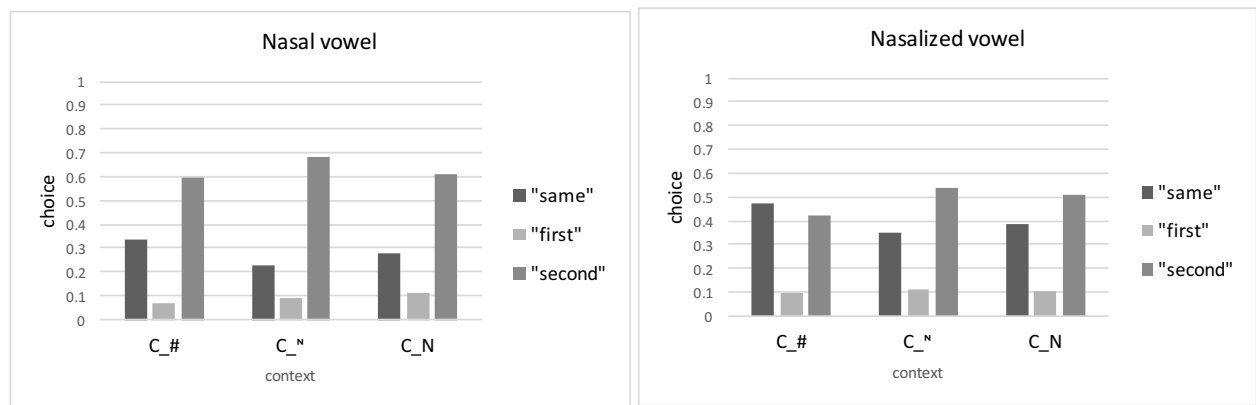 Nasal vowel
1
0.9
0.8
0.7
0.6
0.5
0.4
0.3
0.2
0.1
0
choice
C_#
C_ᴺ
C_N
context
"same"
"first"
"second"
Nasalized vowel
1
0.9
0.8
0.7
0.6
0.5
0.4
0.3
0.2
0.1
0
choice
C_#
C_ᴺ
C_N
context
"same"
"first"
"second"